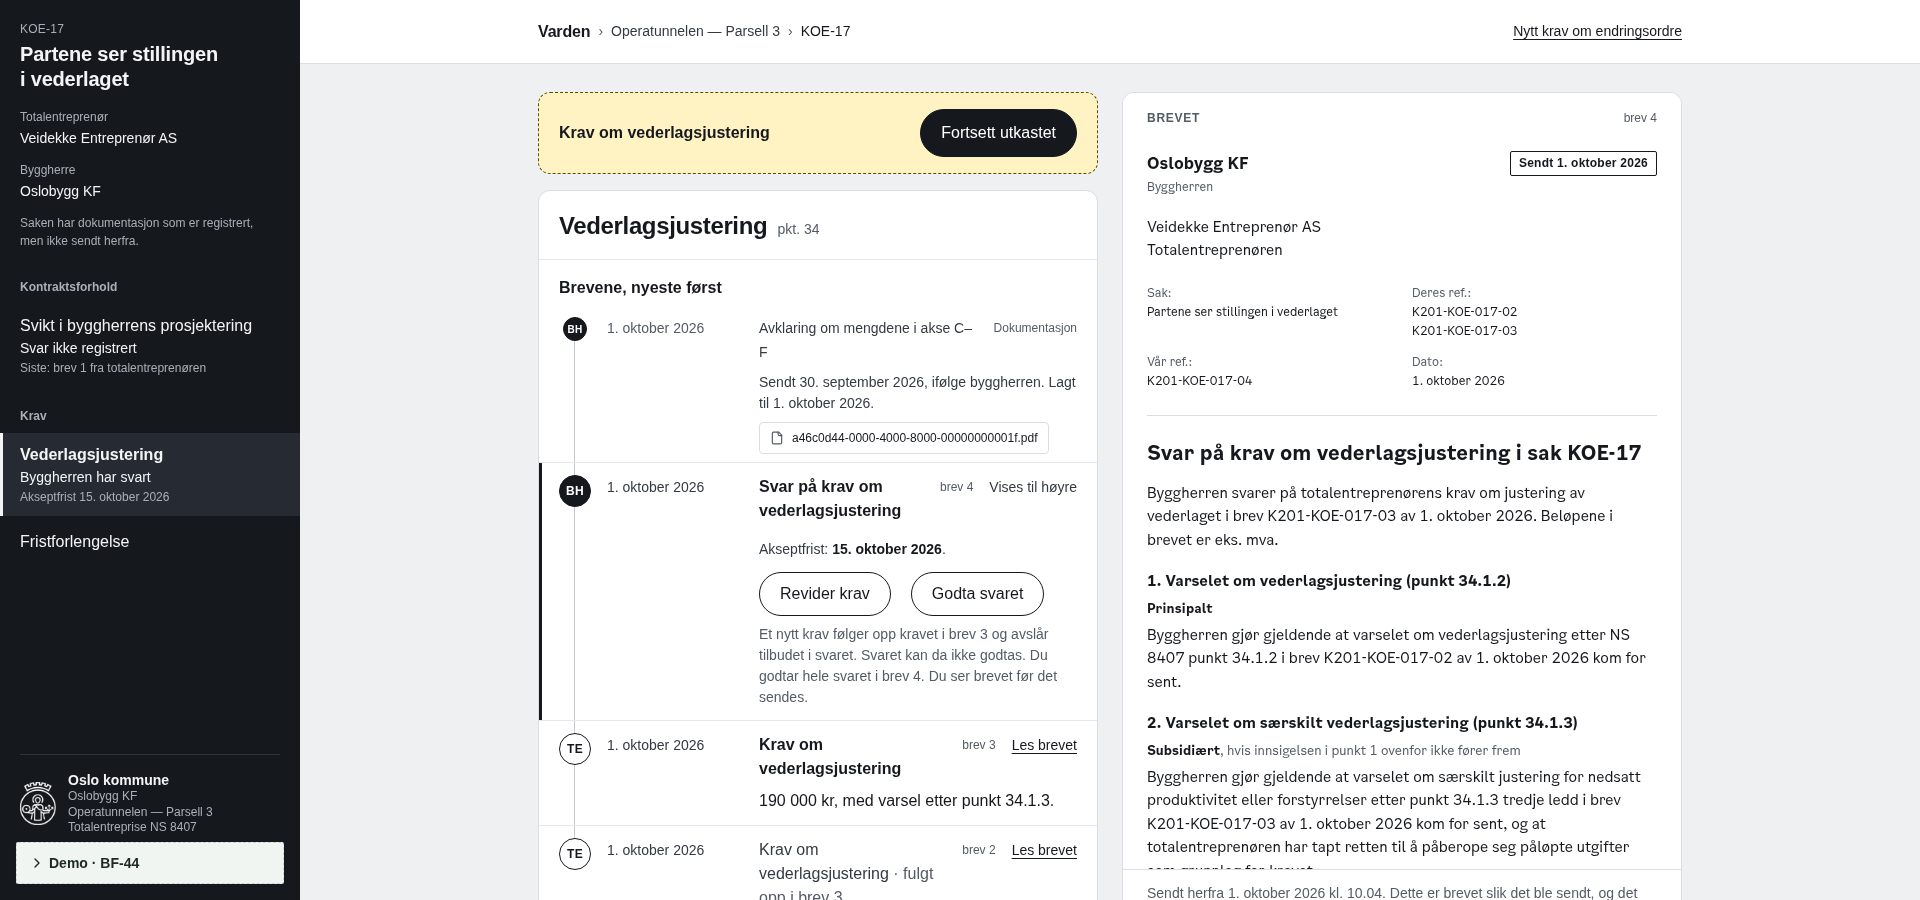 KOE-17
Partene ser stillingen
i vederlaget
Totalentreprenør
Veidekke Entreprenør AS
Byggherre
Oslobygg KF
Saken har dokumentasjon som er registrert,
men ikke sendt herfra.
Kontraktsforhold
Svikt i byggherrens prosjektering
Svar ikke registrert
Siste: brev 1 fra totalentreprenøren
Krav
Vederlagsjustering
Byggherren har svart
Akseptfrist 15. oktober 2026
Fristforlengelse
Oslo kommune
Oslobygg KF
Operatunnelen — Parsell 3
Totalentreprise NS 8407
Demo · BF-44
Varden › Operatunnelen — Parsell 3 › KOE-17
Nytt krav om endringsordre
Krav om vederlagsjustering
Fortsett utkastet
Vederlagsjustering pkt. 34
Brevene, nyeste først
BH 1. oktober 2026 Avklaring om mengdene i akse C– Dokumentasjon
F
Sendt 30. september 2026, ifølge byggherren. Lagt
til 1. oktober 2026.
a46c0d44-0000-4000-8000-00000000001f.pdf
BH 1. oktober 2026 Svar på krav om brev 4 Vises til høyre
vederlagsjustering
Akseptfrist: 15. oktober 2026.
Revider krav Godta svaret
Et nytt krav følger opp kravet i brev 3 og avslår
tilbudet i svaret. Svaret kan da ikke godtas. Du
godtar hele svaret i brev 4. Du ser brevet før det
sendes.
TE 1. oktober 2026 Krav om brev 3 Les brevet
vederlagsjustering
190 000 kr, med varsel etter punkt 34.1.3.
TE 1. oktober 2026 Krav om brev 2 Les brevet
vederlagsjustering · fulgt
opp i brev 3
BREVET brev 4
Oslobygg KF Sendt 1. oktober 2026
Byggherren
Veidekke Entreprenør AS
Totalentreprenøren
Sak: Deres ref.:
Partene ser stillingen i vederlaget K201-KOE-017-02
K201-KOE-017-03
Vår ref.: Dato:
K201-KOE-017-04 1. oktober 2026
Svar på krav om vederlagsjustering i sak KOE-17
Byggherren svarer på totalentreprenørens krav om justering av
vederlaget i brev K201-KOE-017-03 av 1. oktober 2026. Beløpene i
brevet er eks. mva.
1. Varselet om vederlagsjustering (punkt 34.1.2)
Prinsipalt
Byggherren gjør gjeldende at varselet om vederlagsjustering etter NS
8407 punkt 34.1.2 i brev K201-KOE-017-02 av 1. oktober 2026 kom for
sent.
2. Varselet om særskilt vederlagsjustering (punkt 34.1.3)
Subsidiært, hvis innsigelsen i punkt 1 ovenfor ikke fører frem
Byggherren gjør gjeldende at varselet om særskilt justering for nedsatt
produktivitet eller forstyrrelser etter punkt 34.1.3 tredje ledd i brev
K201-KOE-017-03 av 1. oktober 2026 kom for sent, og at
totalentreprenøren har tapt retten til å påberope seg påløpte utgifter
som grunnlag for kravet.
Sendt herfra 1. oktober 2026 kl. 10.04. Dette er brevet slik det ble sendt, og det